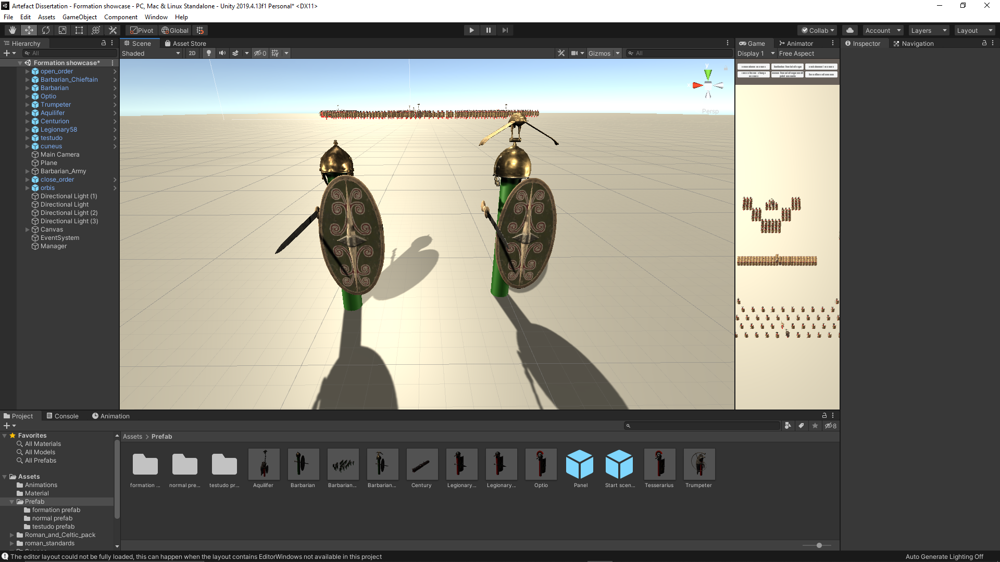 Artefact Dissertation - Formation showcase - PC, Mac & Linux Standalone - Unity 2019.4.13f1 Personal* <DX11>
File Edit Assets GameObject Component Window Help
Pivot Global Collab Account Layers Layout
Hierarchy
All
Formation showcase*
open_order
Barbarian_Chieftain
Barbarian
Optio
Trumpeter
Aquilifer
Centurion
Legionary58
testudo
cuneus
Main Camera
Plane
Barbarian_Army
close_order
orbis
Directional Light (1)
Directional Light
Directional Light (2)
Directional Light (3)
Canvas
EventSystem
Manager
Scene Asset Store
Shaded 2D 0 Gizmos All
y
Persp
Game Animator
Display 1 Free Aspect
Inspector Navigation
Project Console Animation
8
Favorites
All Materials
All Models
All Prefabs
Assets
Animations
Material
Prefab
formation prefab
normal prefab
testudo prefab
Roman_and_Celtic_pack
roman_standards
Assets > Prefab
formation ... normal pre... testudo pr... Aquilifer Barbarian Barbarian... Barbarian... Century Legionary... Legionary... Optio Panel Start scen... Tesserarius Trumpeter
The editor layout could not be fully loaded, this can happen when the layout contains EditorWindows not available in this project
Auto Generate Lighting Off